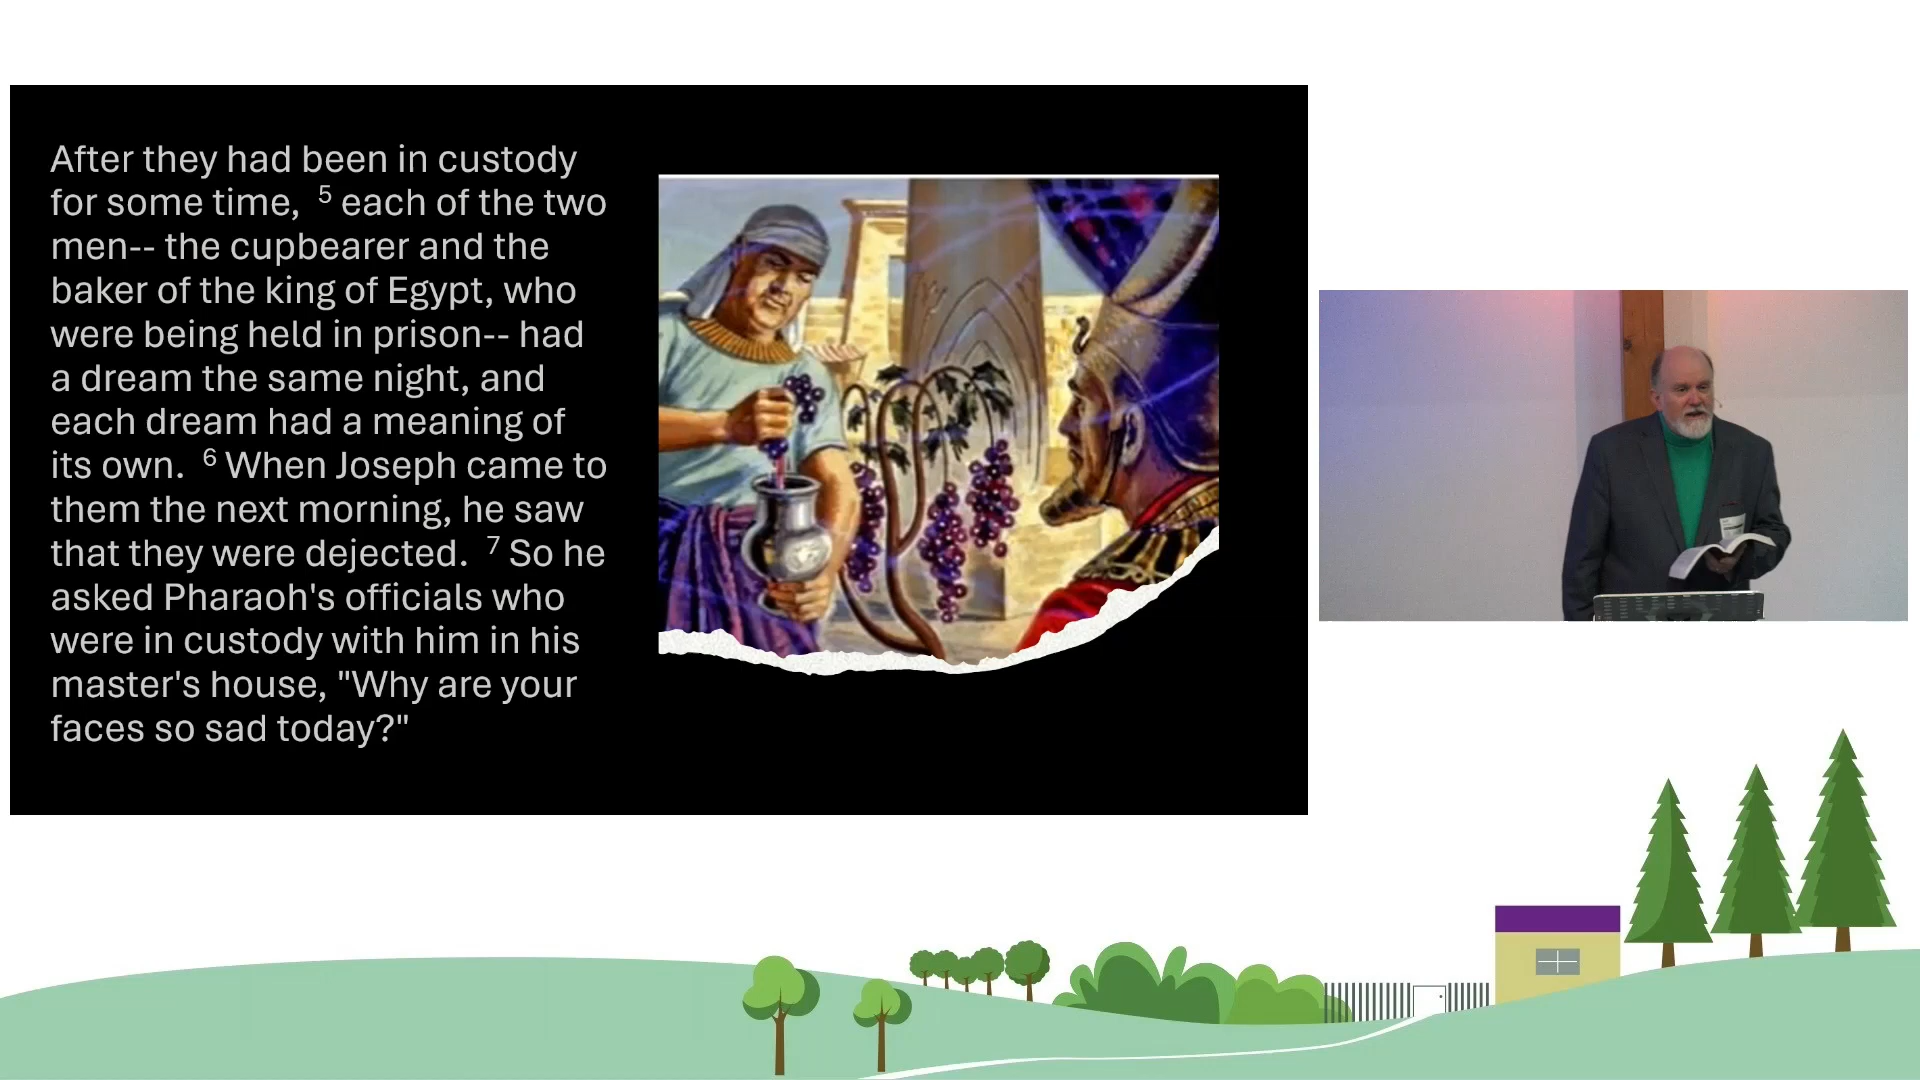 After they had been in custody
for some time, 5 each of the two
men-- the cupbearer and the
baker of the king of Egypt, who
were being held in prison-- had
a dream the same night, and
each dream had a meaning of
its own. 6 When Joseph came to
them the next morning, he saw
that they were dejected. 7 So he
asked Pharaoh's officials who
were in custody with him in his
master's house, "Why are your
faces so sad today?"